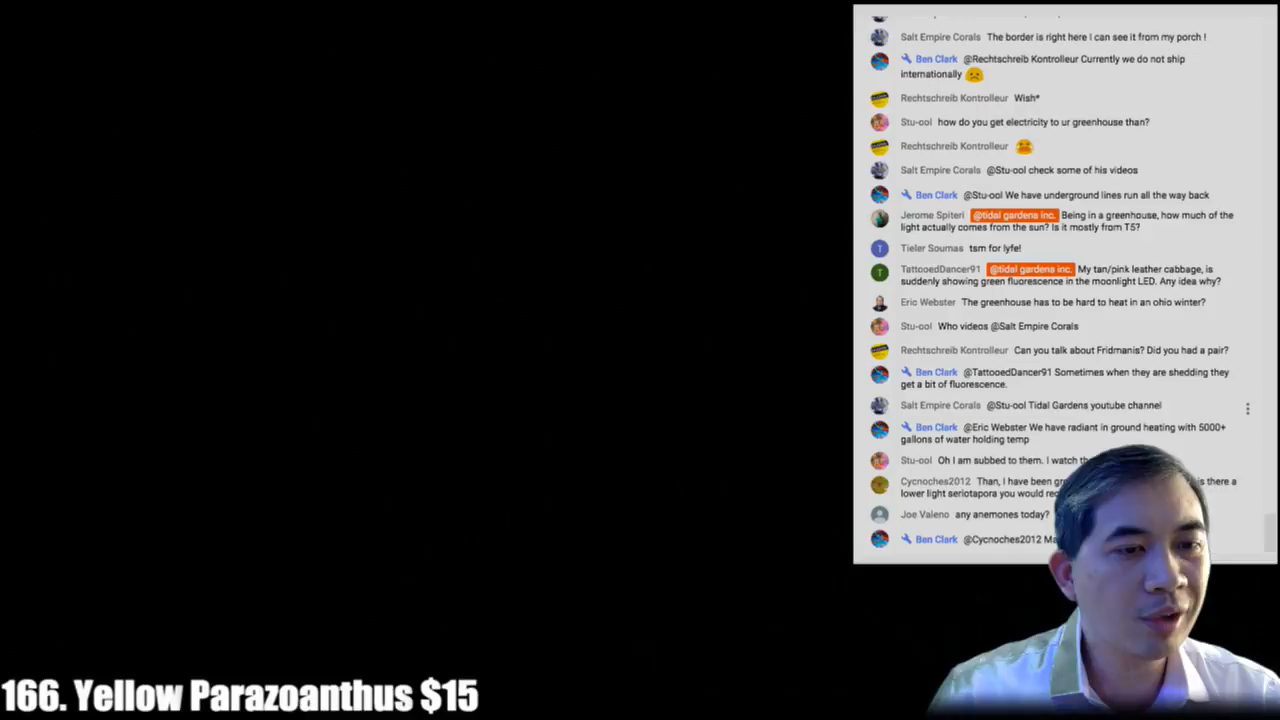 Salt Empire Corals The border is right here I can see it from my porch !
Ben Clark @Rechtschreib Kontrolleur Currently we do not ship
internationally
Rechtschreib Kontrolleur Wish*
Stu-ool how do you get electricity to ur greenhouse than?
Rechtschreib Kontrolleur
Salt Empire Corals @Stu-ool check some of his videos
Ben Clark @Stu-ool We have underground lines run all the way back
Jerome Spiteri @tidal gardens inc. Being in a greenhouse, how much of the
light actually comes from the sun? Is it mostly from T5?
T Tieler Soumas tsm for lyfe!
T TattooedDancer91 @tidal gardens inc. My tan/pink leather cabbage, is
suddenly showing green fluorescence in the moonlight LED. Any idea why?
Eric Webster The greenhouse has to be hard to heat in an ohio winter?
Stu-ool Who videos @Salt Empire Corals
Rechtschreib Kontrolleur Can you talk about Fridmanis? Did you had a pair?
Ben Clark @TattooedDancer91 Sometimes when they are shedding they
get a bit of fluorescence.
Salt Empire Corals @Stu-ool Tidal Gardens youtube channel
Ben Clark @Eric Webster We have radiant in ground heating with 5000+
gallons of water holding temp
Stu-ool Oh I am subbed to them. I watch
Cycnoches2012 Than, I have been is there a
lower light seriotapora you would
Joe Valeno any anemones today?
Ben Clark @Cycnoches2012
166. Yellow Parazoanthus $15